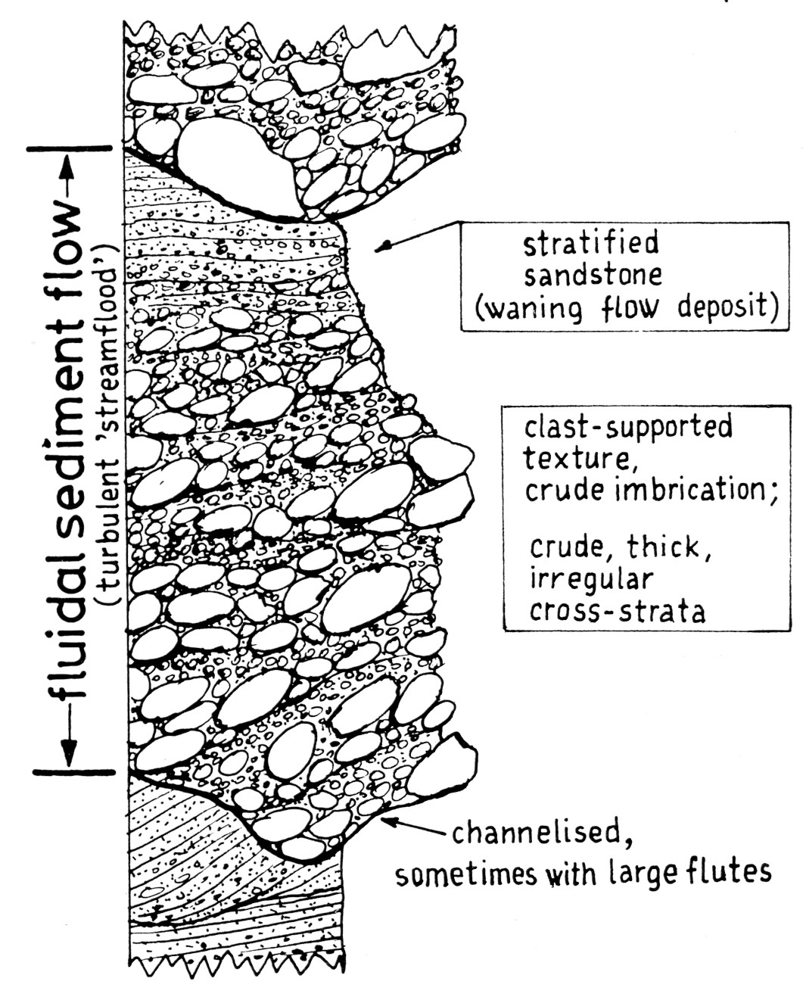 fluidal sediment flow
(turbulent 'streamflood')
stratified
sandstone
(waning flow deposit)
clast-supported
texture,
crude imbrication;
crude, thick,
irregular
cross-strata
channelised,
sometimes with large flutes